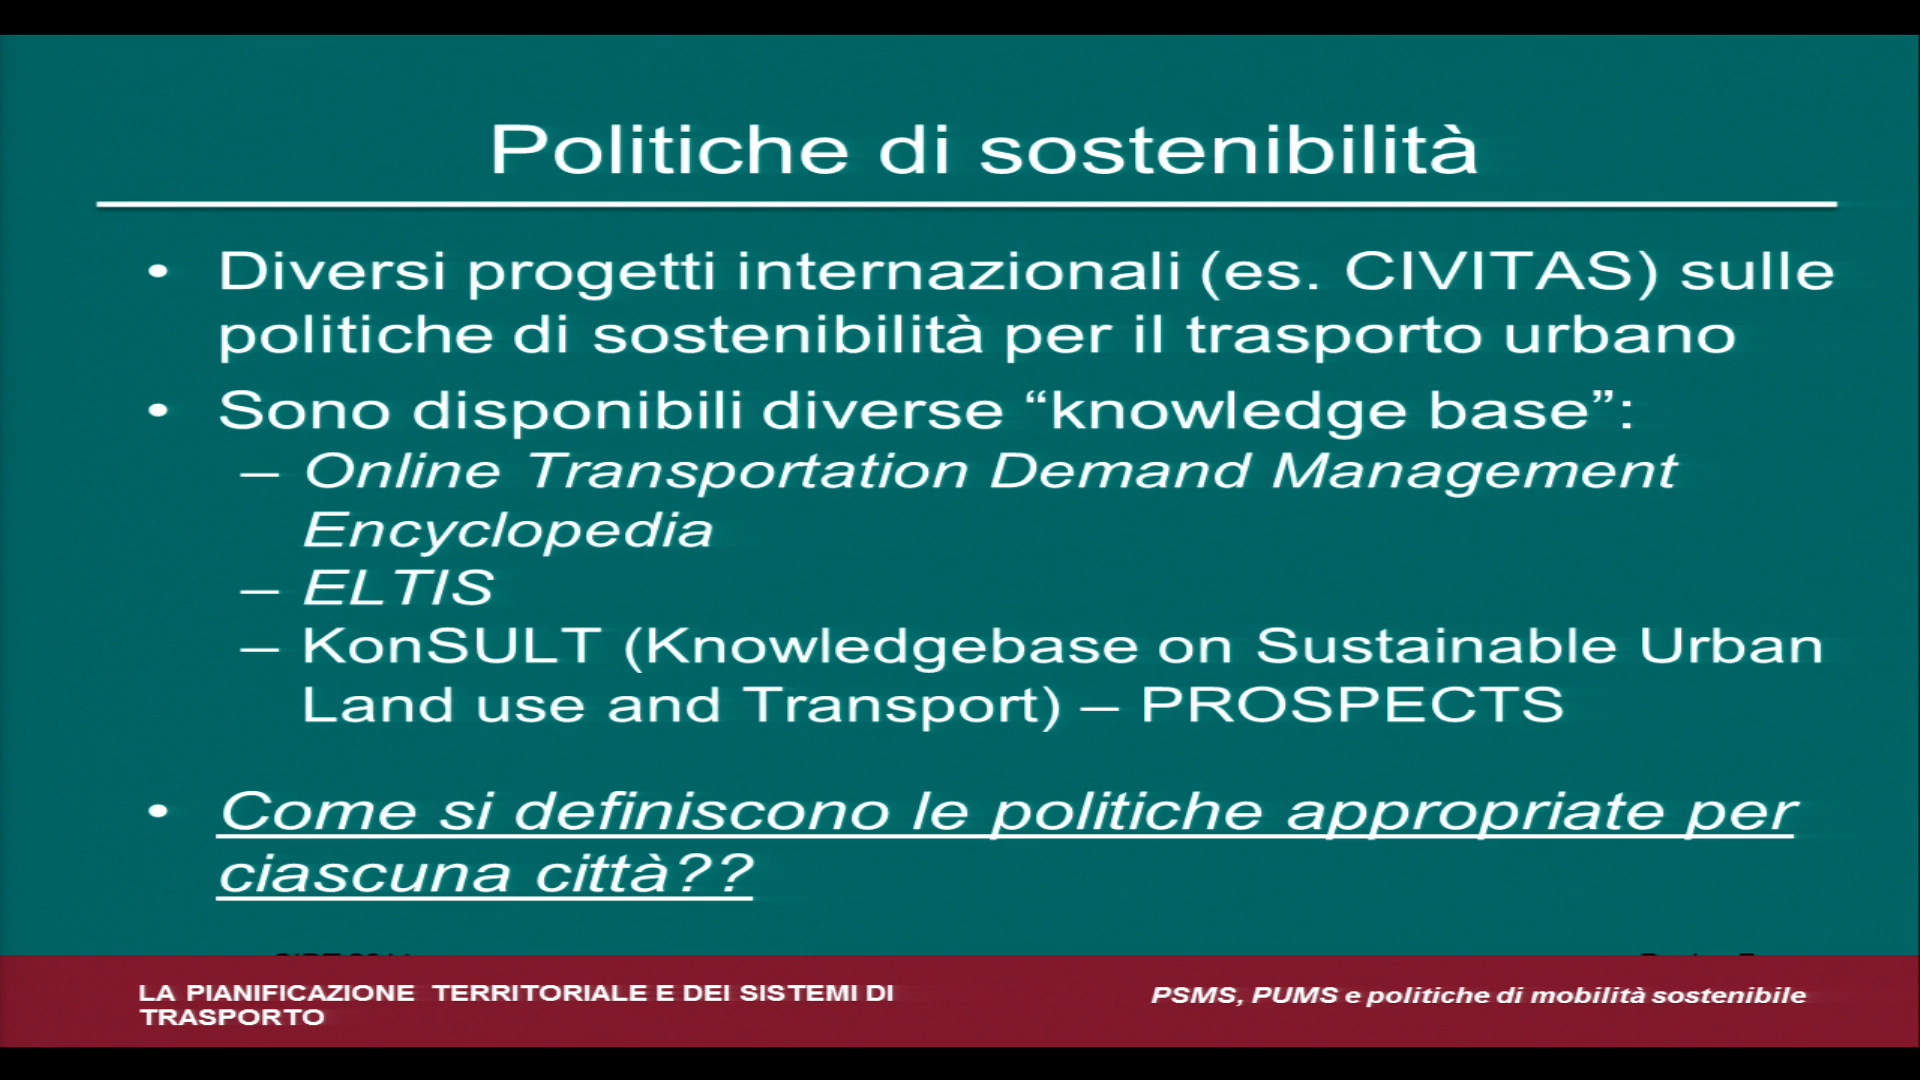 Politiche di sostenibilità
• Diversi progetti internazionali (es. CIVITAS) sulle
politiche di sostenibilità per il trasporto urbano
• Sono disponibili diverse “knowledge base”:
– Online Transportation Demand Management
Encyclopedia
– ELTIS
– KonSULT (Knowledgebase on Sustainable Urban
Land use and Transport) – PROSPECTS
• Come si definiscono le politiche appropriate per
ciascuna città??
LA PIANIFICAZIONE TERRITORIALE E DEI SISTEMI DI
TRASPORTO
PSMS, PUMS e politiche di mobilità sostenibile